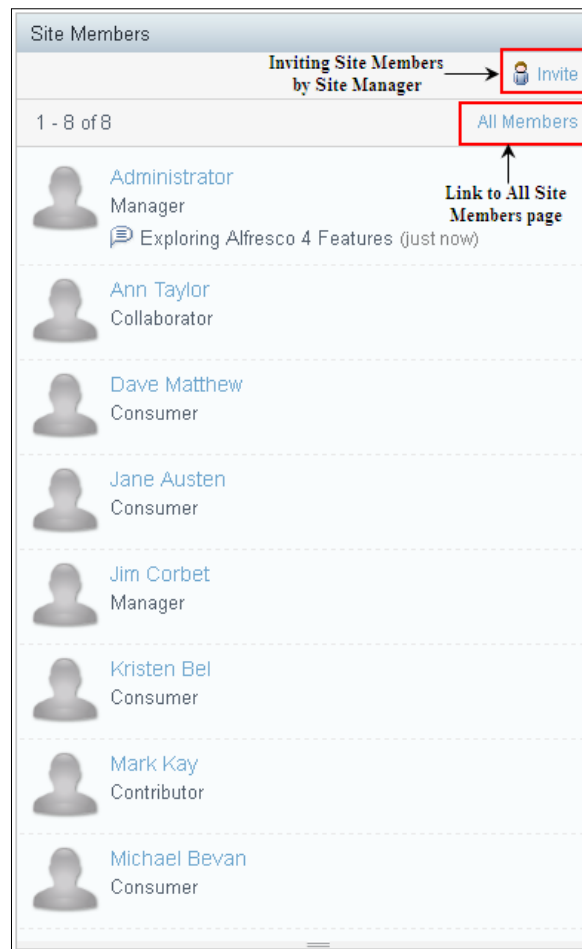 Site Members
Inviting Site Members
by Site Manager
Invite
1 - 8 of 8
All Members
Link to All Site
Members page
Administrator
Manager
Exploring Alfresco 4 Features (just now)
Ann Taylor
Collaborator
Dave Matthew
Consumer
Jane Austen
Consumer
Jim Corbet
Manager
Kristen Bel
Consumer
Mark Kay
Contributor
Michael Bevan
Consumer